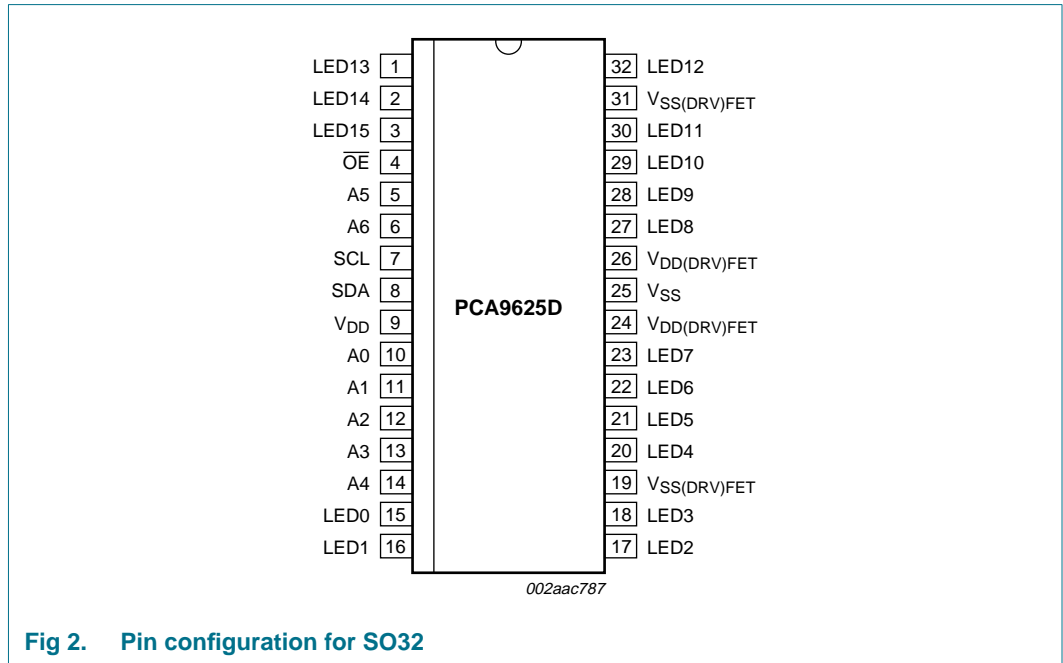 LED13 1
LED14 2
LED15 3
OE 4
A5 5
A6 6
SCL 7
SDA 8
VDD 9
A0 10
A1 11
A2 12
A3 13
A4 14
LED0 15
LED1 16
PCA9625D
32 LED12
31 VSS(DRV)FET
30 LED11
29 LED10
28 LED9
27 LED8
26 VDD(DRV)FET
25 VSS
24 VDD(DRV)FET
23 LED7
22 LED6
21 LED5
20 LED4
19 VSS(DRV)FET
18 LED3
17 LED2
002aac787
Fig 2. Pin configuration for SO32